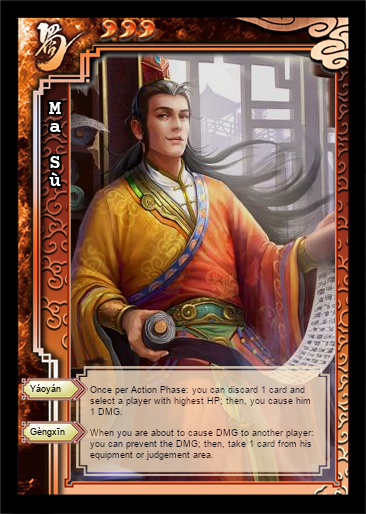 蜀
Ma Sù
Yáoyán
Once per Action Phase: you can discard 1 card and
select a player with highest HP; then, you cause him
1 DMG.
Gèngxīn
When you are about to cause DMG to another player:
you can prevent the DMG; then, take 1 card from his
equipment or judgement area.